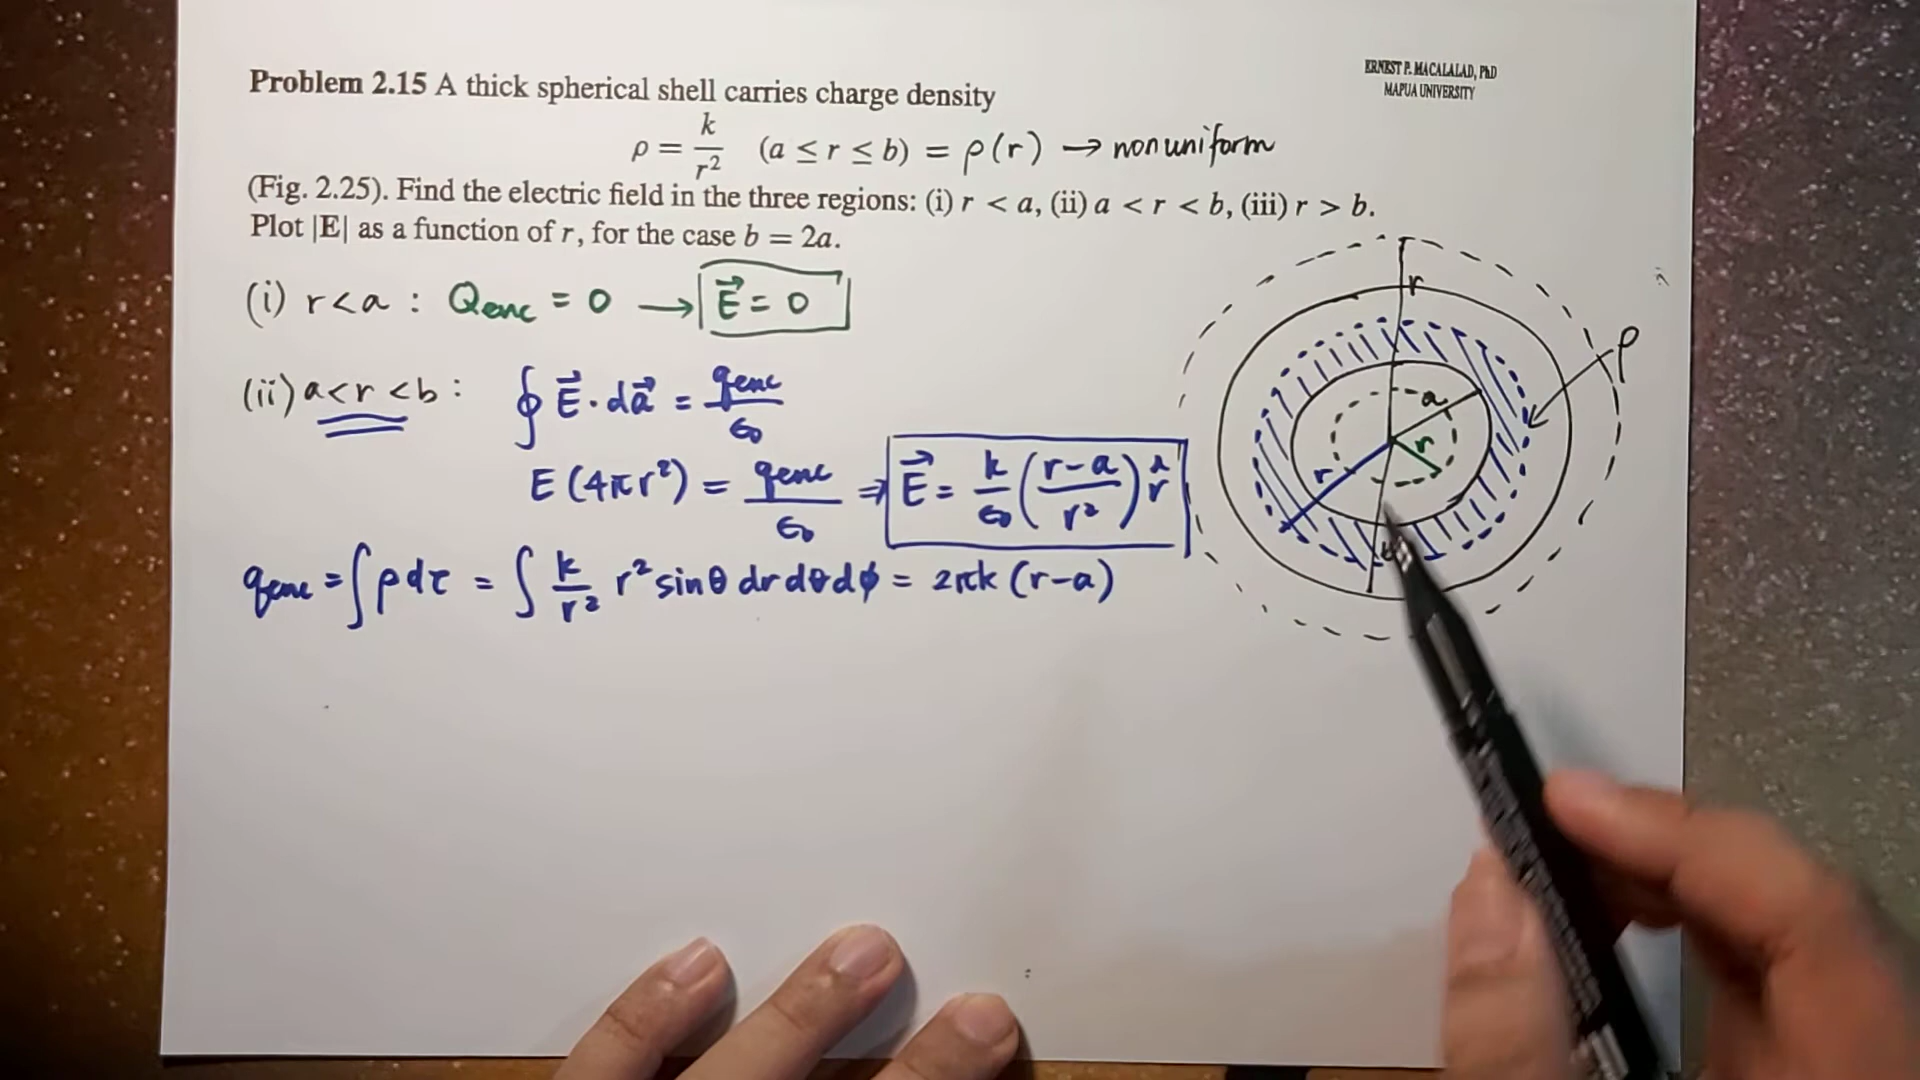 ERNEST P. MACALALAD, PhD
MAPUA UNIVERSITY
Problem 2.15 A thick spherical shell carries charge density
ρ = k/r² (a ≤ r ≤ b) = ρ(r) → nonuniform
(Fig. 2.25). Find the electric field in the three regions: (i) r < a, (ii) a < r < b, (iii) r > b.
Plot |E| as a function of r, for the case b = 2a.
(i) r < a : Qenc = 0 → E⃗ = 0
(ii) a < r < b : ∮ E⃗ · da⃗ = qenc/ϵ0
E (4πr²) = qenc/ϵ0 ⇒ E⃗ = k/ϵ0 (r-a/r²) r̂
qenc = ∫ ρdτ = ∫ k/r² r² sinθ dr dθ dϕ = 2πk (r-a)
r
ρ
a
r
r